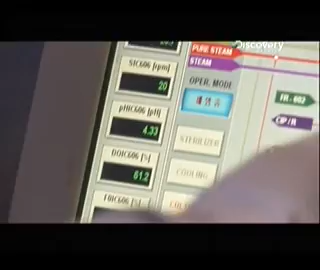 Discovery
PURE STEAM
STEAM
SIC606 [rpm]
20
OPER. MODE
FR-602
pHIC606 [pH]
4.33
CIP/R
STERILIZER
DOIC606 [%]
61.2
COOLING
[%]